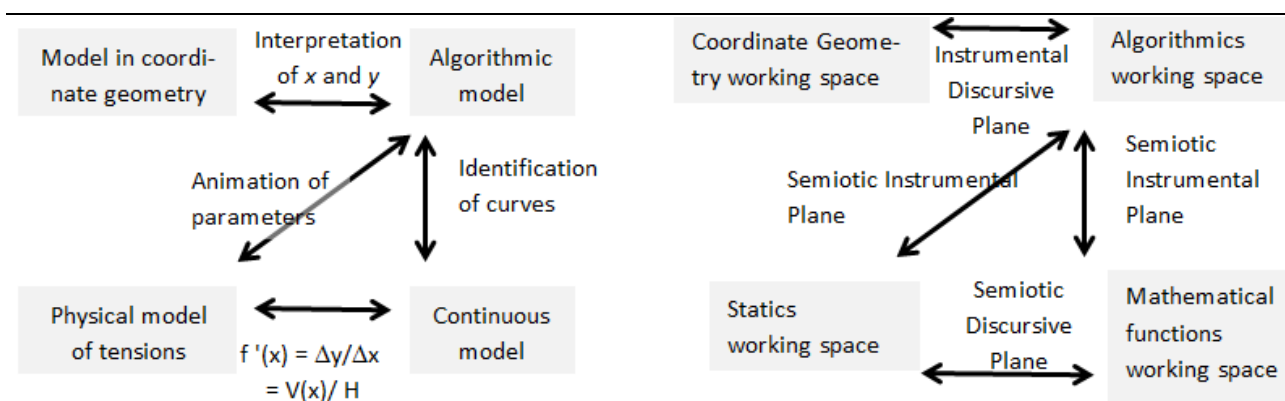 Model in coordi-
nate geometry
Interpretation
of x and y
Algorithmic
model
Animation of
parameters
Identification
of curves
Physical model
of tensions
f '(x) = Δy/Δx
= V(x)/ H
Continuous
model
Coordinate Geome-
try working space
Instrumental
Discursive
Plane
Algorithmics
working space
Semiotic Instrumental
Plane
Semiotic
Instrumental
Plane
Statics
working space
Semiotic
Discursive
Plane
Mathematical
functions
working space